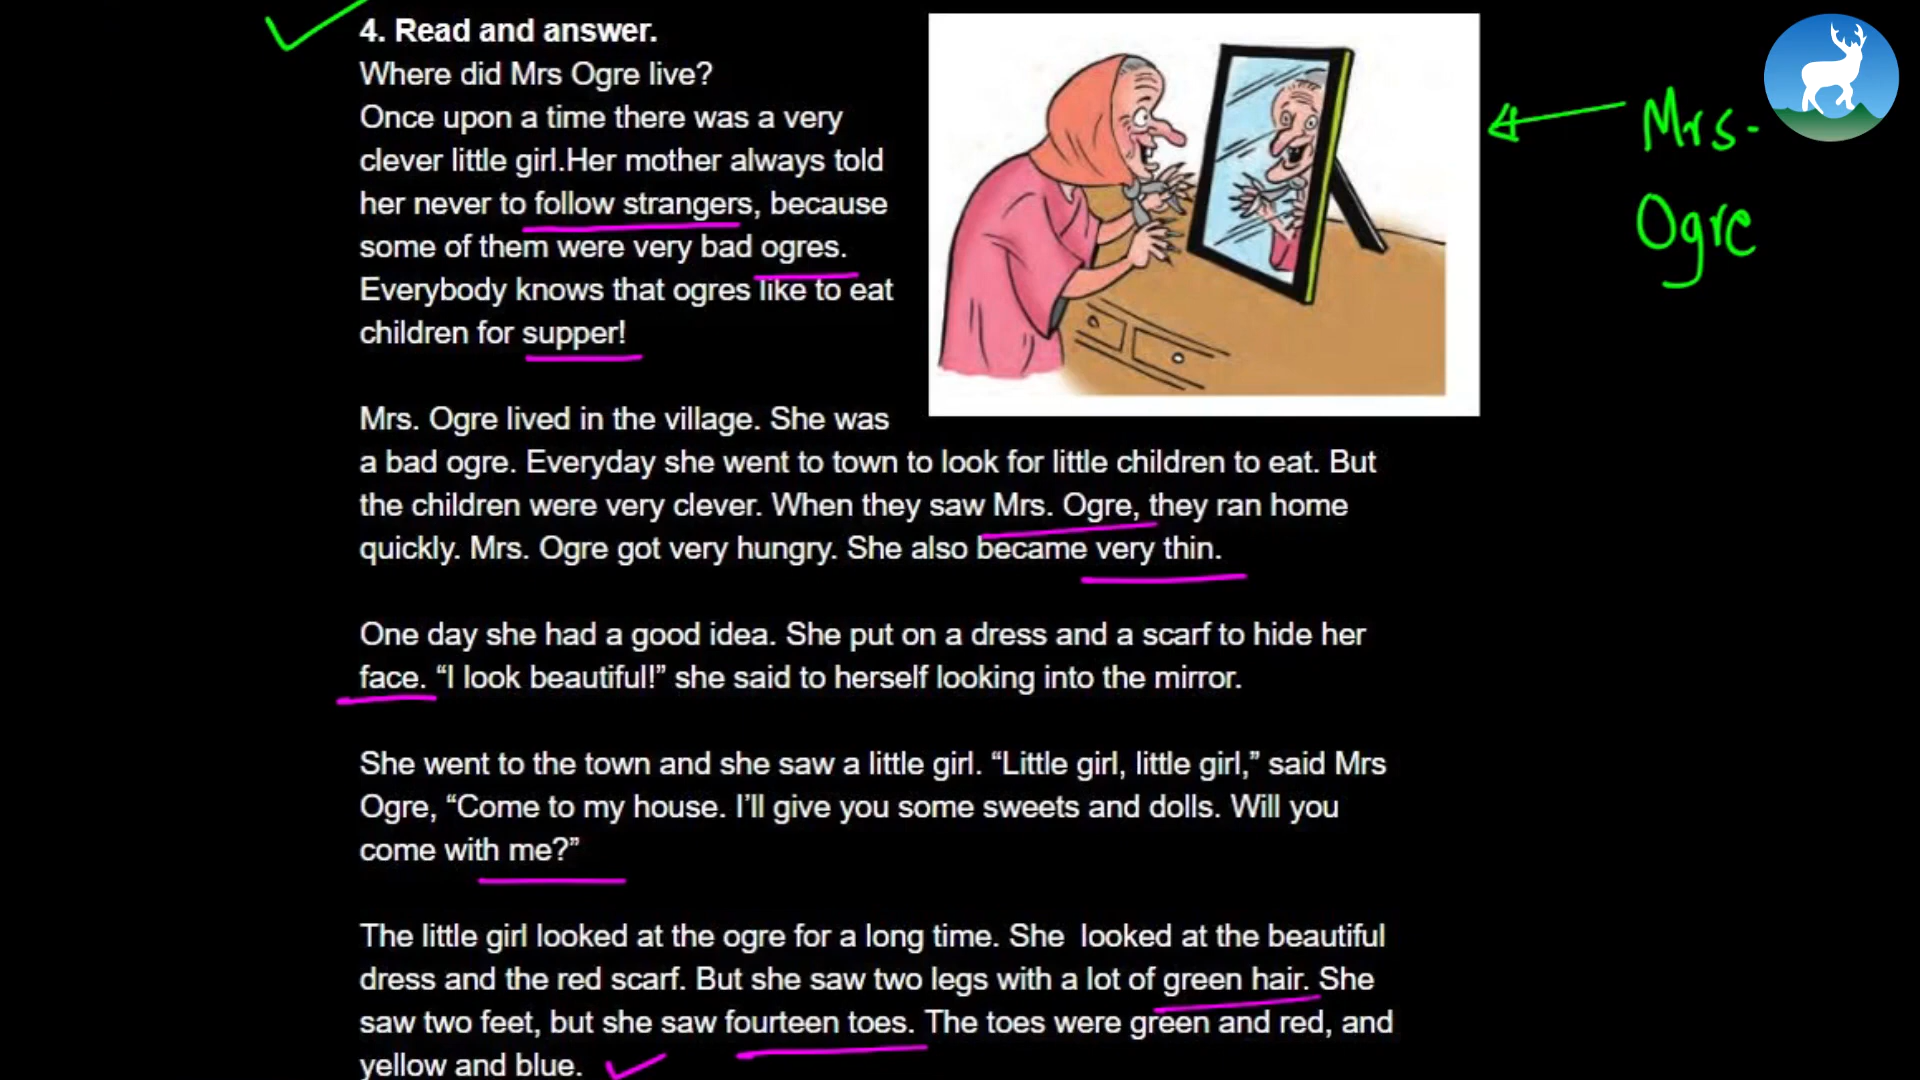 4. Read and answer.
Where did Mrs Ogre live?
Once upon a time there was a very
clever little girl.Her mother always told
her never to follow strangers, because
some of them were very bad ogres.
Everybody knows that ogres like to eat
children for supper!
Mrs-
Ogre
Mrs. Ogre lived in the village. She was
a bad ogre. Everyday she went to town to look for little children to eat. But
the children were very clever. When they saw Mrs. Ogre, they ran home
quickly. Mrs. Ogre got very hungry. She also became very thin.
One day she had a good idea. She put on a dress and a scarf to hide her
face. “I look beautiful!” she said to herself looking into the mirror.
She went to the town and she saw a little girl. “Little girl, little girl,” said Mrs
Ogre, “Come to my house. I’ll give you some sweets and dolls. Will you
come with me?”
The little girl looked at the ogre for a long time. She looked at the beautiful
dress and the red scarf. But she saw two legs with a lot of green hair. She
saw two feet, but she saw fourteen toes. The toes were green and red, and
yellow and blue.